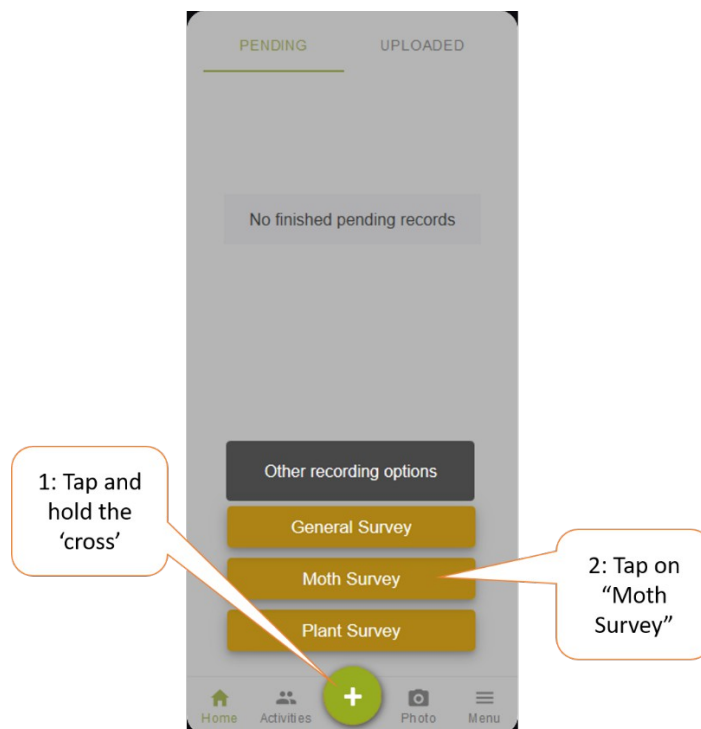 PENDING UPLOADED
No finished pending records
Other recording options
General Survey
Moth Survey
Plant Survey
1: Tap and
hold the
‘cross’
2: Tap on
“Moth
Survey”
+
Home Activities Photo Menu